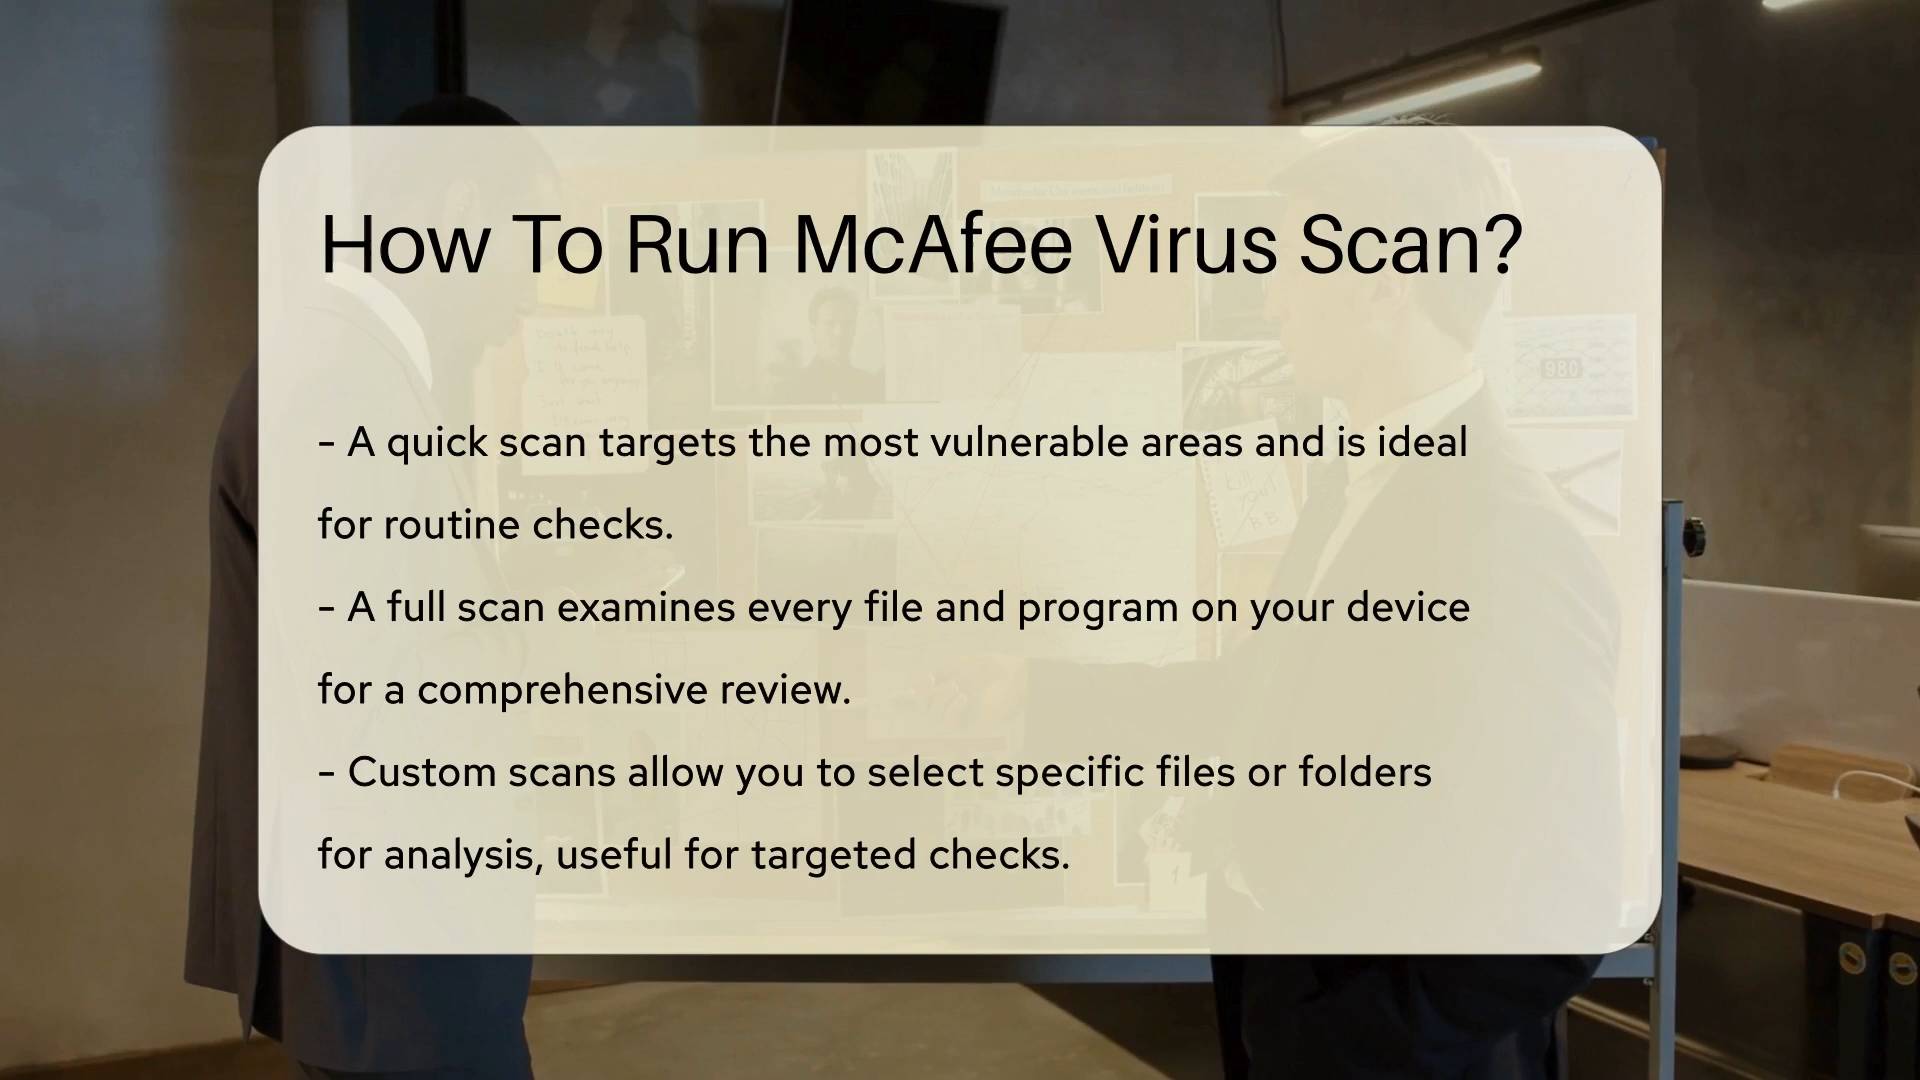 How To Run McAfee Virus Scan?
- A quick scan targets the most vulnerable areas and is ideal
for routine checks.
- A full scan examines every file and program on your device
for a comprehensive review.
- Custom scans allow you to select specific files or folders
for analysis, useful for targeted checks.
980
1